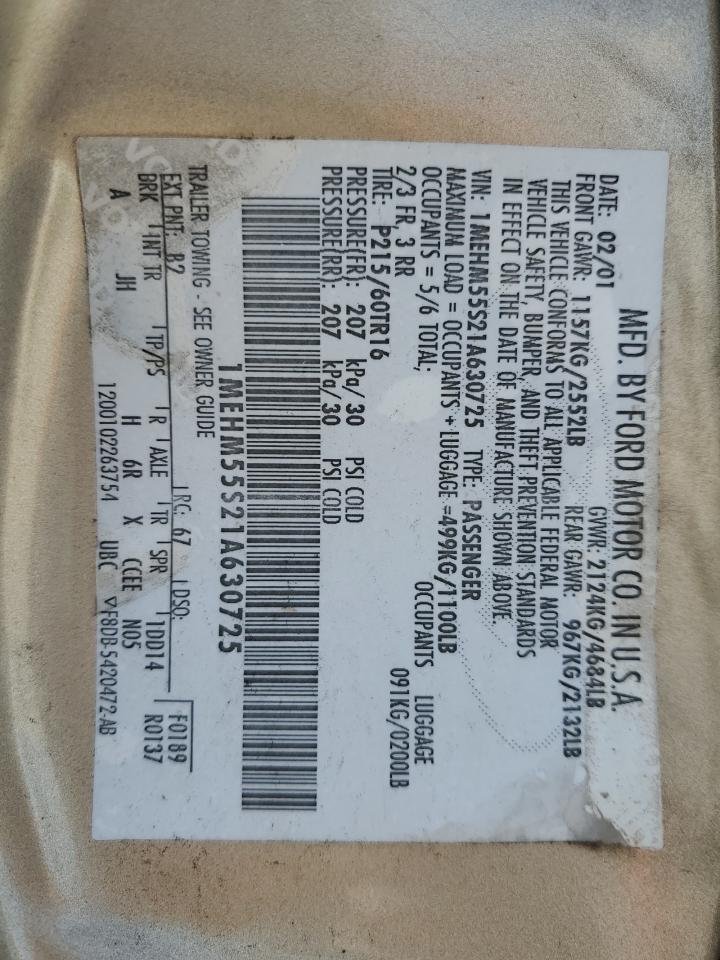 MFD. BY FORD MOTOR CO. IN U.S.A.
DATE: 02/01 GVWR: 2124KG/4684LB
FRONT GAWR: 1157KG/2552LB REAR GAWR: 967KG/2132LB
THIS VEHICLE CONFORMS TO ALL APPLICABLE FEDERAL MOTOR
VEHICLE SAFETY, BUMPER, AND THEFT PREVENTION STANDARDS
IN EFFECT ON THE DATE OF MANUFACTURE SHOWN ABOVE.
VIN: 1MEHM55S21A630725 TYPE: PASSENGER
MAXIMUM LOAD = OCCUPANTS + LUGGAGE =499KG/1100LB
OCCUPANTS = 5/6 TOTAL; OCCUPANTS LUGGAGE
2/3 FR, 3 RR 091KG/0200LB
TIRE: P215/60TR16
PRESSURE(FR): 207 kPa/ 30 PSI COLD
PRESSURE(RR): 207 kPa/ 30 PSI COLD
1MEHM55S21A630725
TRAILER TOWING - SEE OWNER GUIDE
EXT PNT: B2 RC: 67 DSO: F0189
BRK INT TR TP/PS R AXLE TR SPR 1DD14 R0137
A JH H 6R X CCEE N05
1200102263754 UBC ▽F8DB-5420472-AB